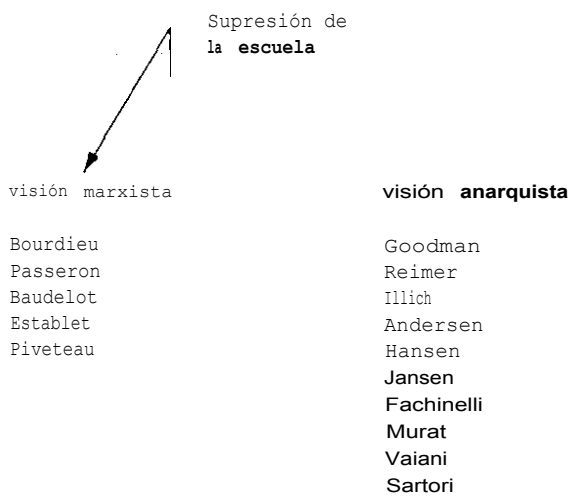 Supresión de
la escuela
visión marxista
visión anarquista
Bourdieu
Passeron
Baudelot
Establet
Piveteau
Goodman
Reimer
Illich
Andersen
Hansen
Jansen
Fachinelli
Murat
Vaiani
Sartori